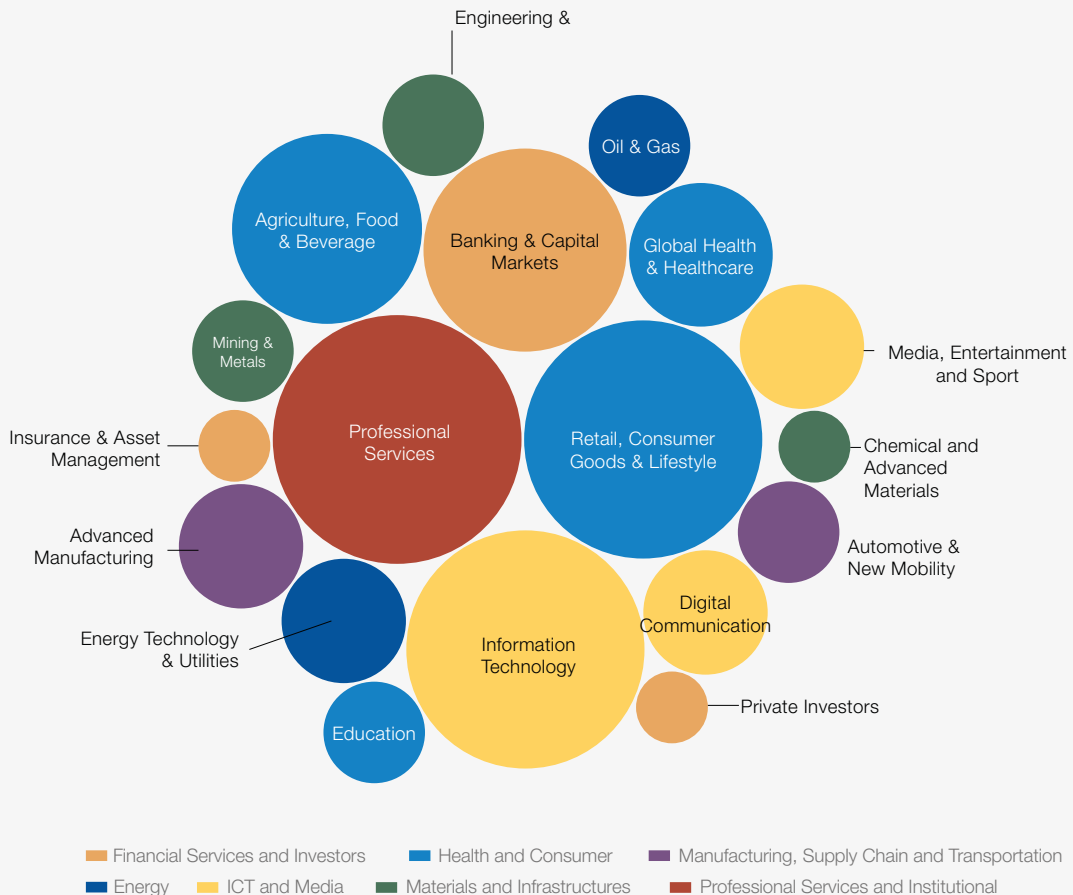 Engineering &
Oil & Gas
Agriculture, Food
& Beverage
Banking & Capital
Markets
Global Health
& Healthcare
Mining &
Metals
Media, Entertainment
and Sport
Insurance & Asset
Management
Professional
Services
Retail, Consumer
Goods & Lifestyle
Chemical and
Advanced
Materials
Advanced
Manufacturing
Automotive &
New Mobility
Energy Technology
& Utilities
Information
Technology
Digital
Communication
Education
Private Investors
Financial Services and Investors
Health and Consumer
Manufacturing, Supply Chain and Transportation
Energy
ICT and Media
Materials and Infrastructures
Professional Services and Institutional